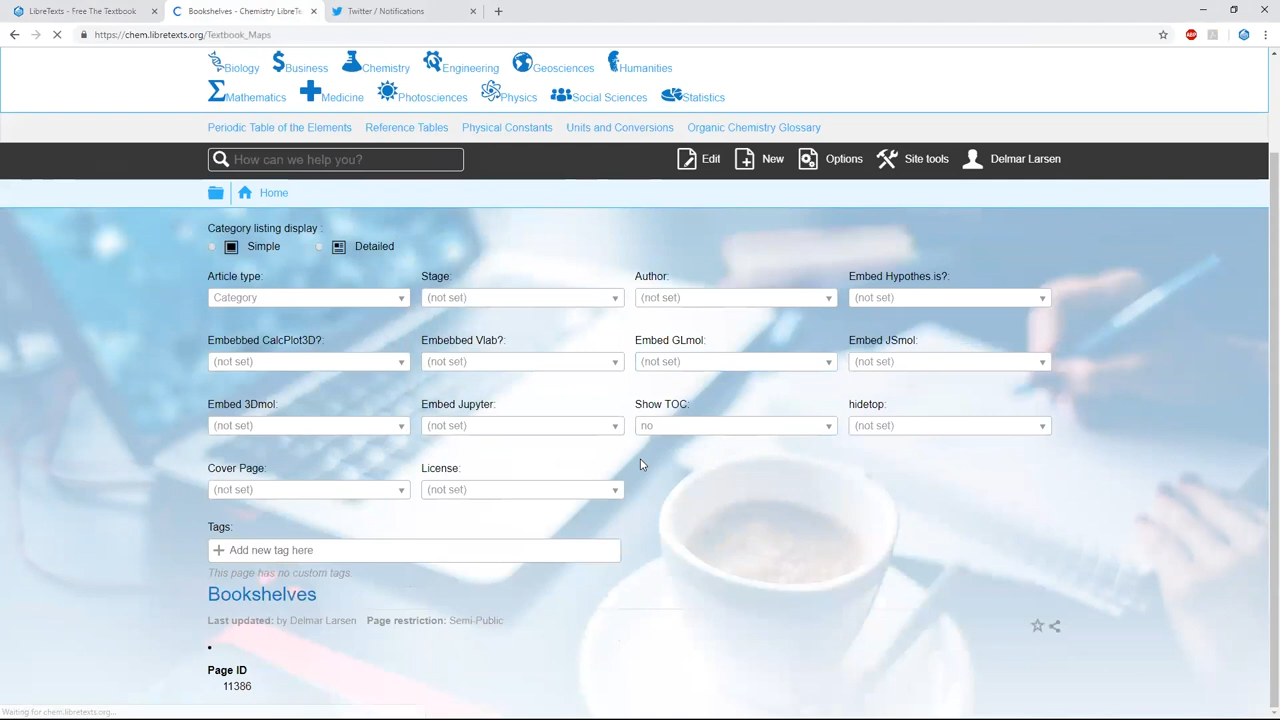 LibreTexts - Free The Textbook
Bookshelves - Chemistry LibreTe
Twitter / Notifications
https://chem.libretexts.org/Textbook_Maps
ABP
Biology Business Chemistry Engineering Geosciences Humanities
Mathematics Medicine Photosciences Physics Social Sciences Statistics
Periodic Table of the Elements Reference Tables Physical Constants Units and Conversions Organic Chemistry Glossary
How can we help you? Edit New Options Site tools Delmar Larsen
Home
Category listing display :
Simple Detailed
Article type: Stage: Author: Embed Hypothes.is?:
Category (not set) (not set) (not set)
Embebbed CalcPlot3D?: Embebbed Vlab?: Embed GLmol: Embed JSmol:
(not set) (not set) (not set) (not set)
Embed 3Dmol: Embed Jupyter: Show TOC: hidetop:
(not set) (not set) no (not set)
Cover Page: License:
(not set) (not set)
Tags:
Add new tag here
This page has no custom tags.
Bookshelves
Last updated: by Delmar Larsen Page restriction: Semi-Public
Page ID
11386
Waiting for chem.libretexts.org...